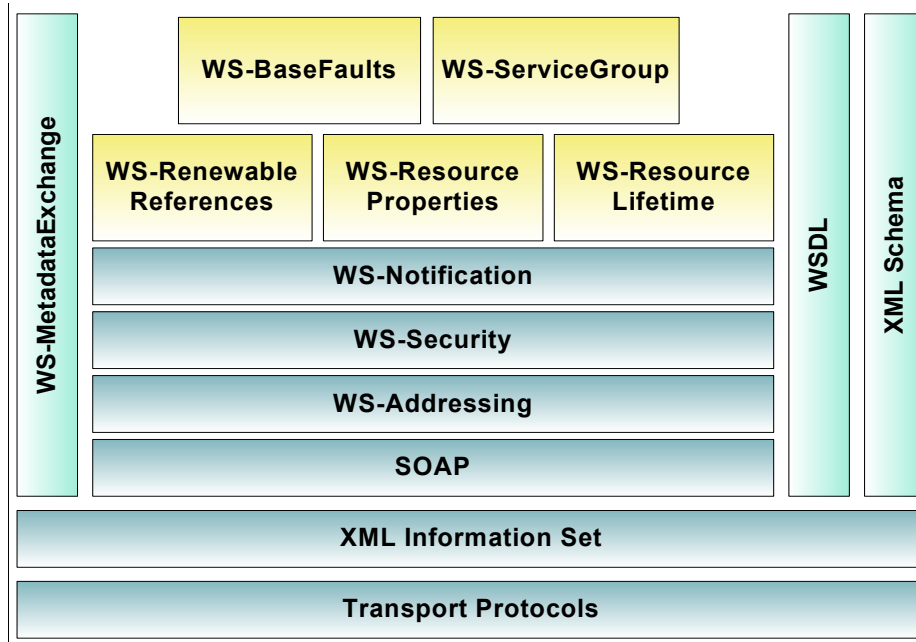 WS-MetadataExchange
WS-BaseFaults
WS-ServiceGroup
WS-Renewable
References
WS-Resource
Properties
WS-Resource
Lifetime
WS-Notification
WS-Security
WS-Addressing
SOAP
WSDL
XML Schema
XML Information Set
Transport Protocols